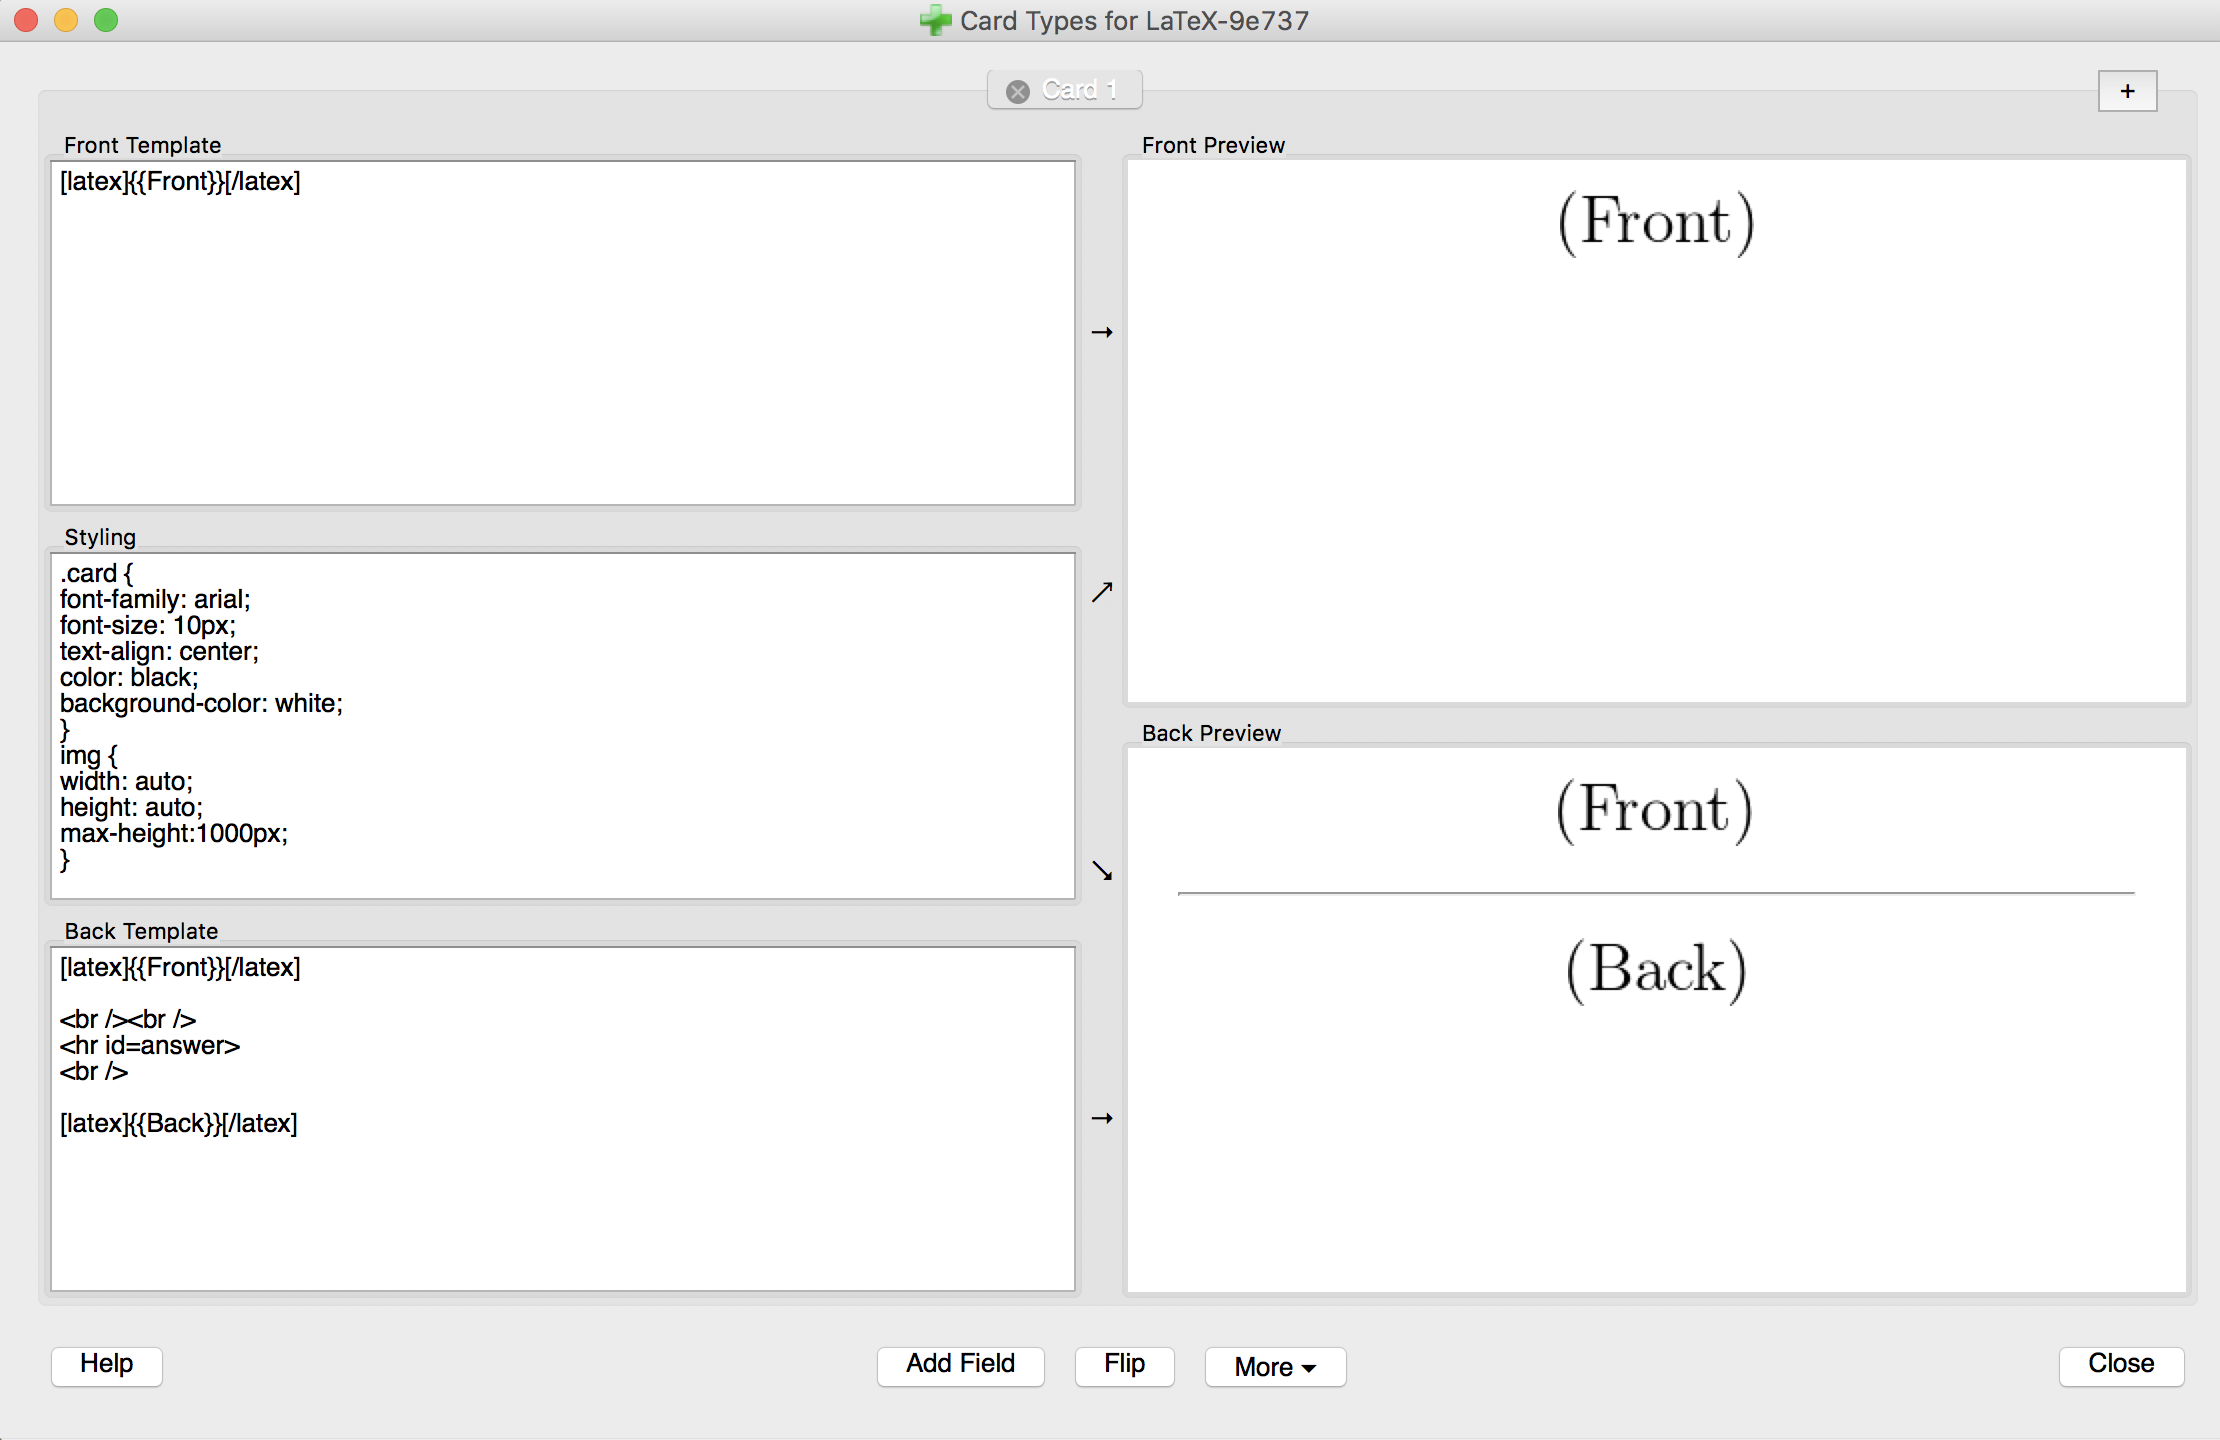 Card Types for LaTeX-9e737
Card 1
+
Front Template
[latex]{{Front}}[/latex]
Styling
.card {
font-family: arial;
font-size: 10px;
text-align: center;
color: black;
background-color: white;
}
img {
width: auto;
height: auto;
max-height:1000px;
}
Back Template
[latex]{{Front}}[/latex]
<br /><br />
<hr id=answer>
<br />
[latex]{{Back}}[/latex]
→
↗
↘
→
Front Preview
(Front)
Back Preview
(Front)
(Back)
Help
Add Field
Flip
More
Close